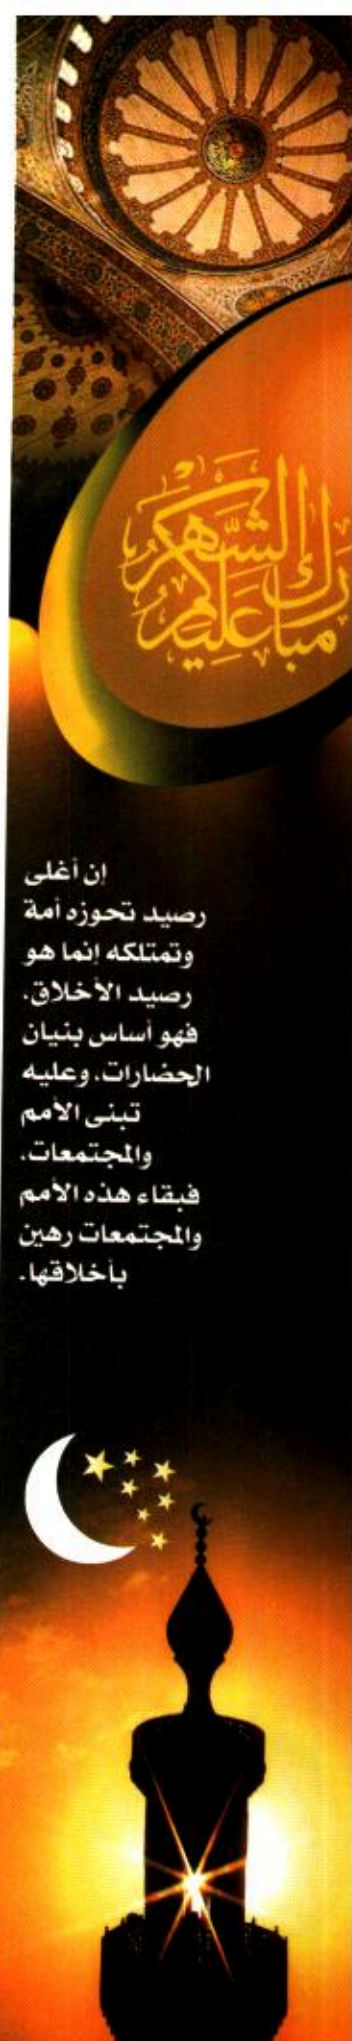 مبارك عليكم الشهر
إن أغلى
رصيد تحوزه أمة
وتمتلكه إنما هو
رصيد الأخلاق،
فهو أساس بنيان
الحضارات، وعليه
تبنى الأمم
والمجتمعات،
فبقاء هذه الأمم
والمجتمعات رهين
بأخلاقها.